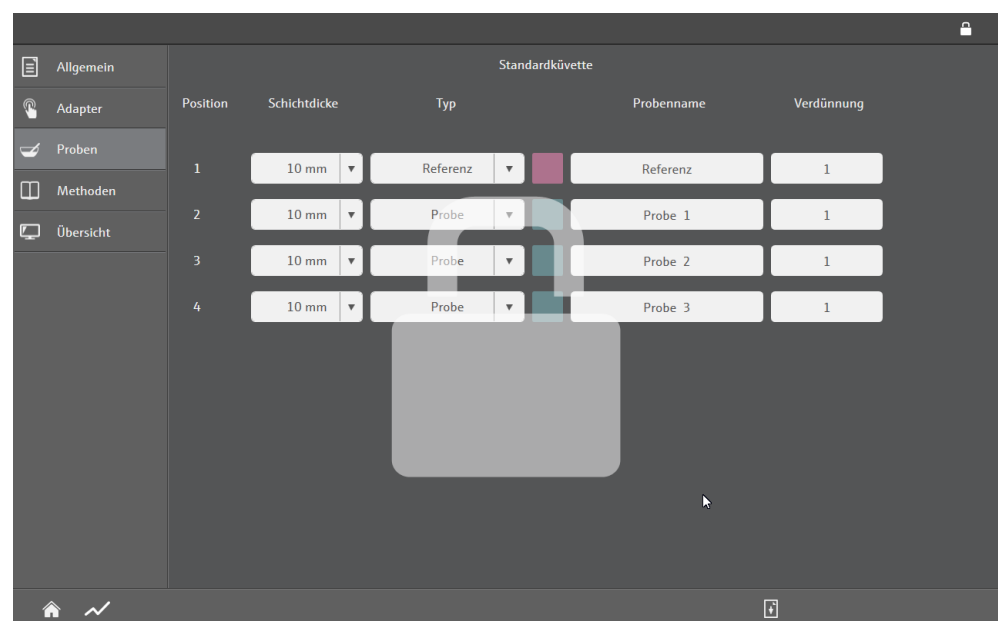 Allgemein
Adapter
Proben
Methoden
Übersicht
Standardküvette
Position Schichtdicke Typ Probenname Verdünnung
1 10 mm Referenz Referenz 1
2 10 mm Probe Probe 1 1
3 10 mm Probe Probe 2 1
4 10 mm Probe Probe 3 1